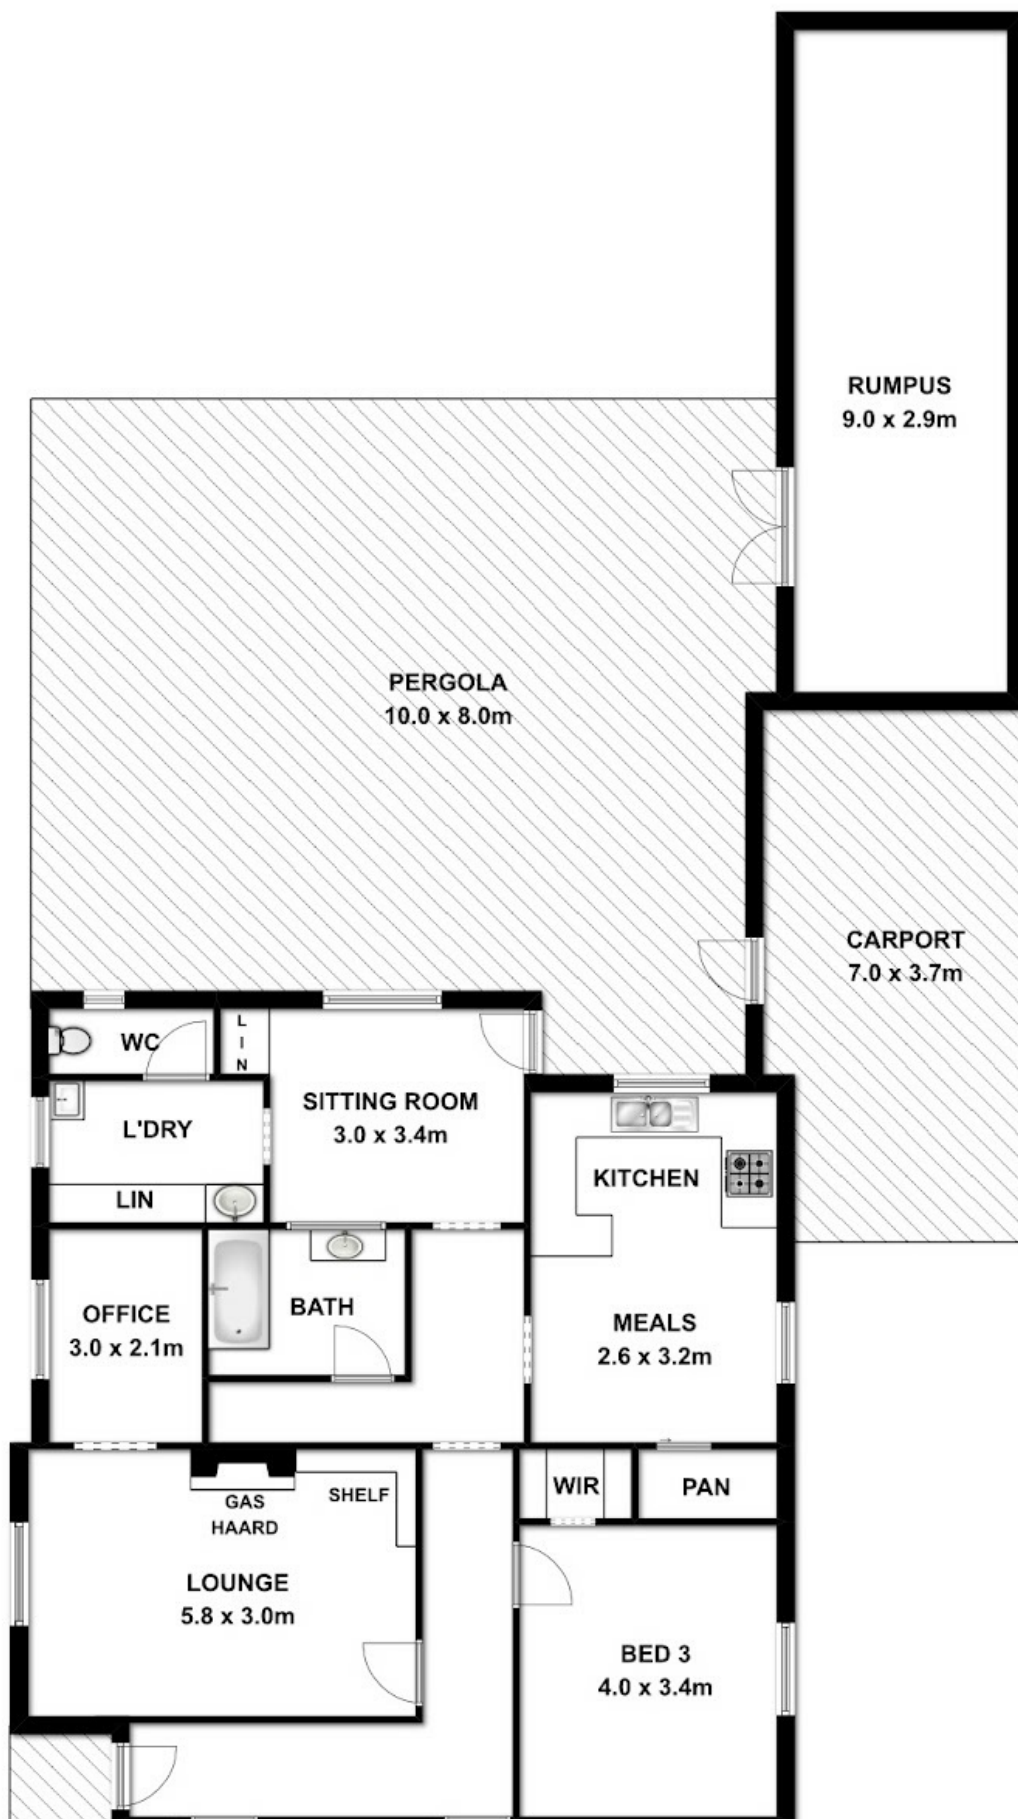 RUMPUS
9.0 x 2.9m
PERGOLA
10.0 x 8.0m
CARPORT
7.0 x 3.7m
WC
LIN
SITTING ROOM
3.0 x 3.4m
L'DRY
LIN
KITCHEN
OFFICE
3.0 x 2.1m
BATH
MEALS
2.6 x 3.2m
GAS
HAARD
SHELF
WIR
PAN
LOUNGE
5.8 x 3.0m
BED 3
4.0 x 3.4m